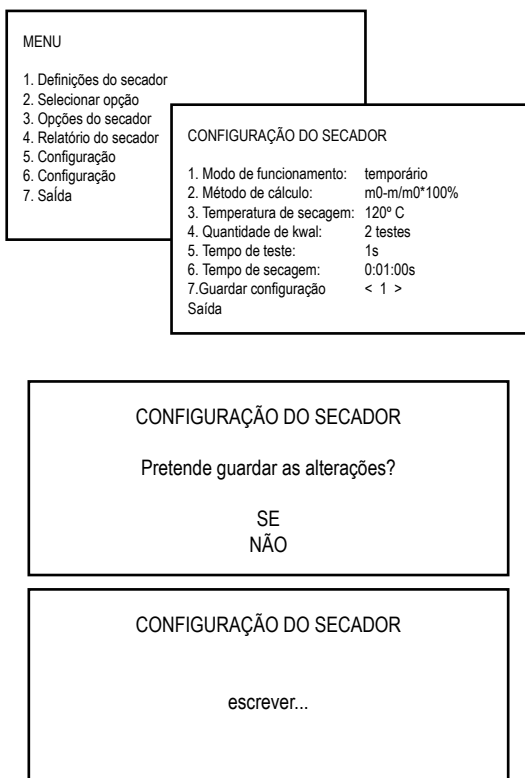 MENU
1. Definições do secador
2. Selecionar opção
3. Opções do secador
4. Relatório do secador
5. Configuração
6. Configuração
7. SaÍda
CONFIGURAÇÃO DO SECADOR
1. Modo de funcionamento: temporário
2. Método de cálculo: m0-m/m0*100%
3. Temperatura de secagem: 120º C
4. Quantidade de kwal: 2 testes
5. Tempo de teste: 1s
6. Tempo de secagem: 0:01:00s
7.Guardar configuração < 1 >
Saída
CONFIGURAÇÃO DO SECADOR
Pretende guardar as alterações?
SE
NÃO
CONFIGURAÇÃO DO SECADOR
escrever...